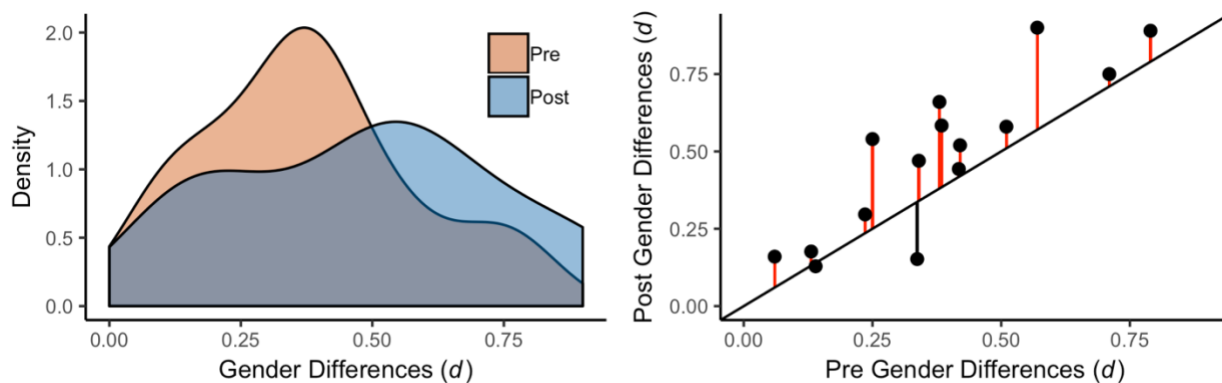 2.0
1.5
1.0
0.5
0.0
Density
Pre
Post
0.00 0.25 0.50 0.75
Gender Differences (d)
0.75
0.50
0.25
0.00
Post Gender Differences (d)
0.00 0.25 0.50 0.75
Pre Gender Differences (d)